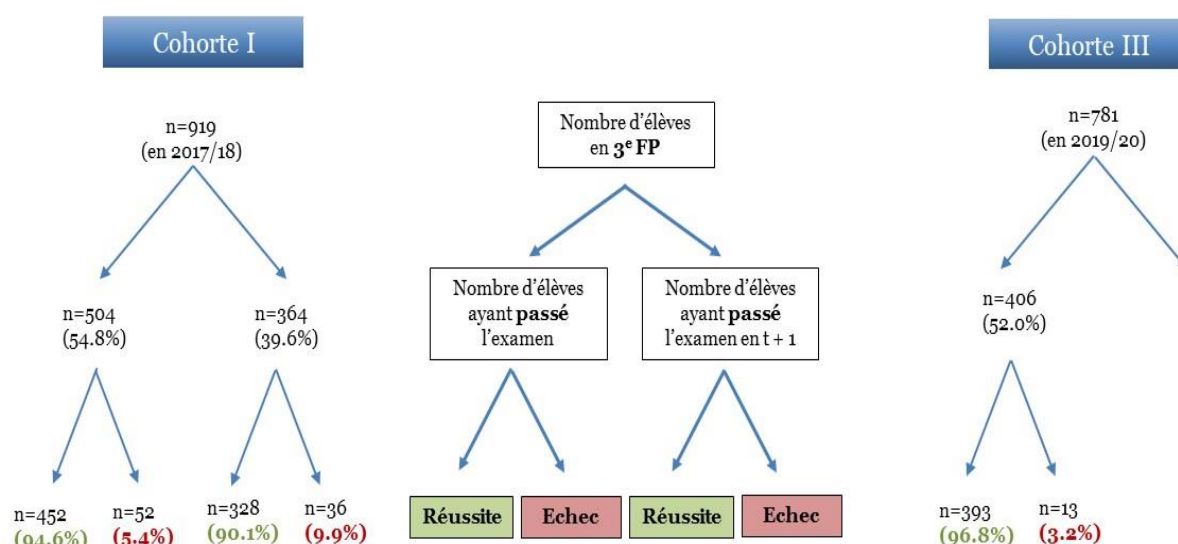 Cohorte I
n=919
(en 2017/18)
n=504
(54.8%)
n=364
(39.6%)
n=452
(94.6%)
n=52
(5.4%)
n=328
(90.1%)
n=36
(9.9%)
Nombre d'élèves
en 3e FP
Nombre d'élèves
ayant passé
l'examen
Nombre d'élèves
ayant passé
l'examen en t + 1
Réussite
Echec
Réussite
Echec
Cohorte III
n=781
(en 2019/20)
n=406
(52.0%)
n=393
(96.8%)
n=13
(3.2%)